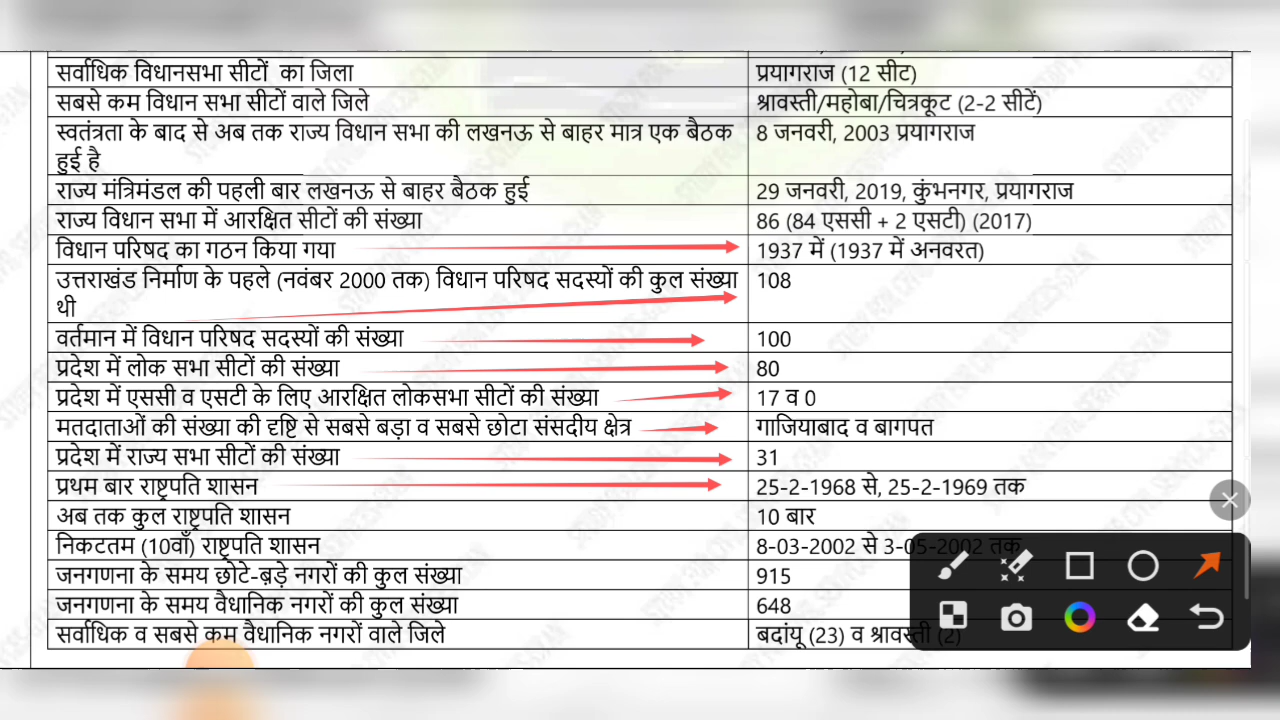 सर्वाधिक विधानसभा सीटों का जिला
प्रयागराज (12 सीट)
सबसे कम विधान सभा सीटों वाले जिले
श्रावस्ती/महोबा/चित्रकूट (2-2 सीटें)
स्वतंत्रता के बाद से अब तक राज्य विधान सभा की लखनऊ से बाहर मात्र एक बैठक
हुई है
8 जनवरी, 2003 प्रयागराज
राज्य मंत्रिमंडल की पहली बार लखनऊ से बाहर बैठक हुई
29 जनवरी, 2019, कुंभनगर, प्रयागराज
राज्य विधान सभा में आरक्षित सीटों की संख्या
86 (84 एससी + 2 एसटी) (2017)
विधान परिषद का गठन किया गया
1937 में (1937 में अनवरत)
उत्तराखंड निर्माण के पहले (नवंबर 2000 तक) विधान परिषद सदस्यों की कुल संख्या
थी
108
वर्तमान में विधान परिषद सदस्यों की संख्या
100
प्रदेश में लोक सभा सीटों की संख्या
80
प्रदेश में एससी व एसटी के लिए आरक्षित लोकसभा सीटों की संख्या
17 व 0
मतदाताओं की संख्या की दृष्टि से सबसे बड़ा व सबसे छोटा संसदीय क्षेत्र
गाजियाबाद व बागपत
प्रदेश में राज्य सभा सीटों की संख्या
31
प्रथम बार राष्ट्रपति शासन
25-2-1968 से, 25-2-1969 तक
अब तक कुल राष्ट्रपति शासन
10 बार
निकटतम (10वाँ) राष्ट्रपति शासन
8-03-2002 से 3-05-2002 तक
जनगणना के समय छोटे-बड़े नगरों की कुल संख्या
915
जनगणना के समय वैधानिक नगरों की कुल संख्या
648
सर्वाधिक व सबसे कम वैधानिक नगरों वाले जिले
बदांयू (23) व श्रावस्ती (2)